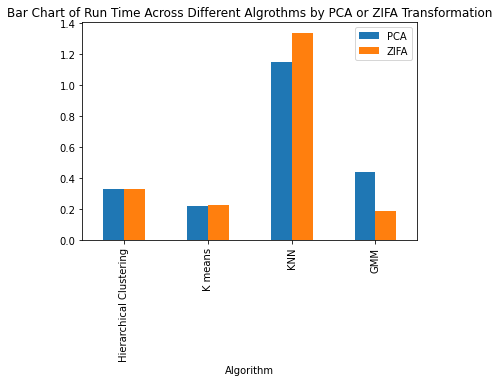 Bar Chart of Run Time Across Different Algrothms by PCA or ZIFA Transformation
1.4
1.2
1.0
0.8
0.6
0.4
0.2
0.0
PCA
ZIFA
Hierarchical Clustering
K means
KNN
GMM
Algorithm